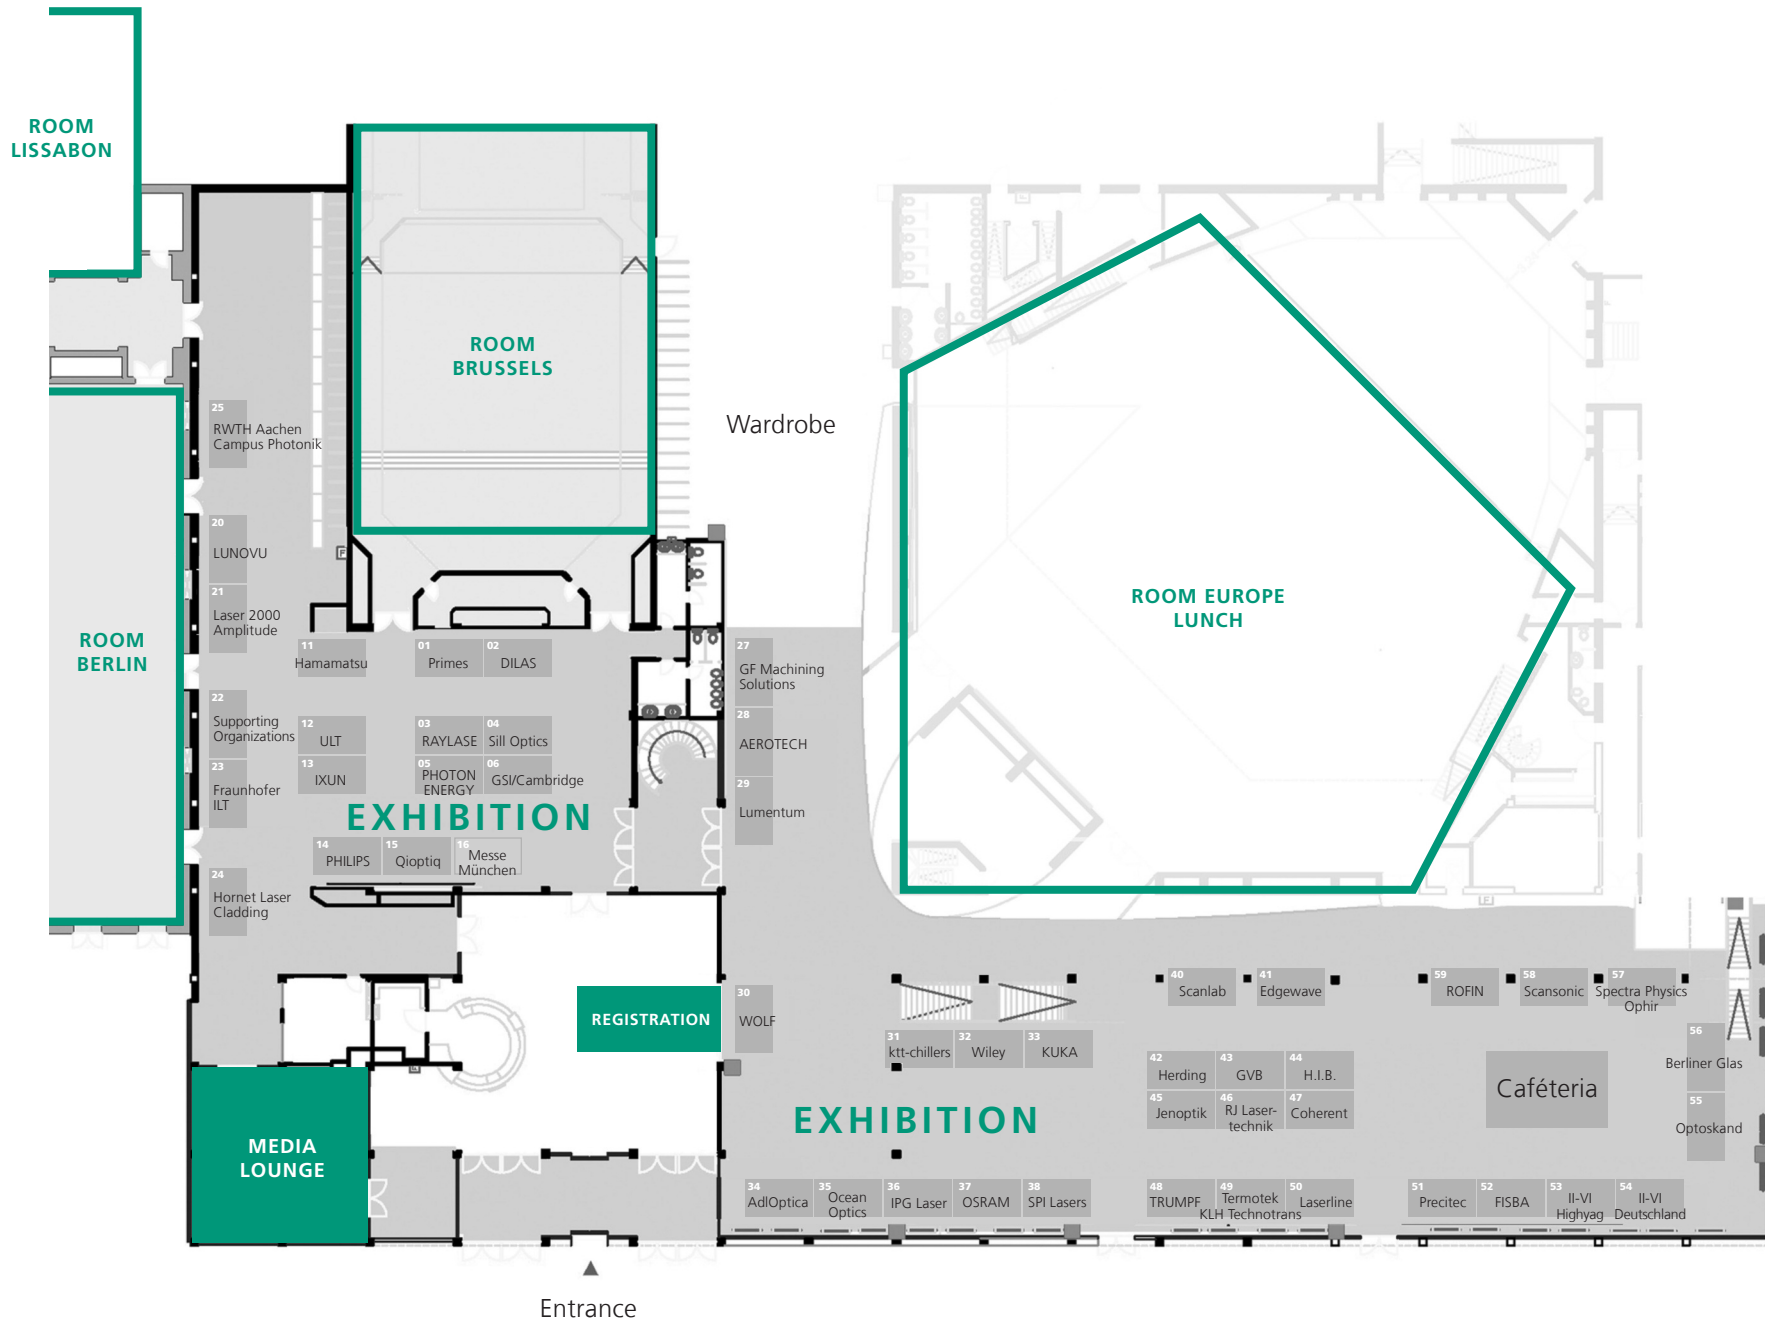 ROOM
LISSABON
ROOM
BRUSSELS
Wardrobe
ROOM EUROPE
LUNCH
ROOM
BERLIN
25
RWTH Aachen
Campus Photonik
20
LUNOVU
21
Laser 2000
Amplitude
22
Supporting
Organizations
23
Fraunhofer
ILT
24
Hornet Laser
Cladding
11
Hamamatsu
01
Primes
02
DILAS
12
ULT
13
IXUN
03
RAYLASE
04
Sill Optics
05
PHOTON
ENERGY
06
GSI/Cambridge
EXHIBITION
14
PHILIPS
15
Qioptiq
16
Messe
München
27
GF Machining
Solutions
28
AEROTECH
29
Lumentum
30
WOLF
REGISTRATION
MEDIA
LOUNGE
31
ktt-chillers
32
Wiley
33
KUKA
EXHIBITION
34
AdlOptica
35
Ocean
Optics
36
IPG Laser
37
OSRAM
38
SPI Lasers
40
Scanlab
41
Edgewave
42
Herding
43
GVB
44
H.I.B.
45
Jenoptik
46
RJ Laser-
technik
47
Coherent
48
TRUMPF
49
Termotek
KLH Technotrans
50
Laserline
59
ROFIN
58
Scansonic
57
Spectra Physics
Ophir
56
Berliner Glas
55
Optoskand
Caféteria
51
Precitec
52
FISBA
53
II-VI
Highyag
54
II-VI
Deutschland
Entrance